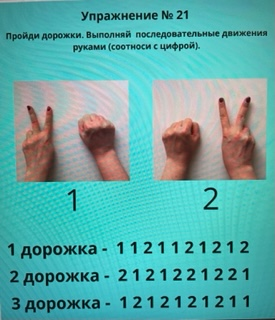 Упражнение № 21
Пройди дорожки. Выполняй последовательные движения
руками (соотноси с цифрой).
1 2
1 дорожка - 1 1 2 1 1 2 1 2 1 2
2 дорожка - 2 1 2 1 2 2 1 2 2 1
3 дорожка - 1 2 1 2 1 2 1 2 1 1